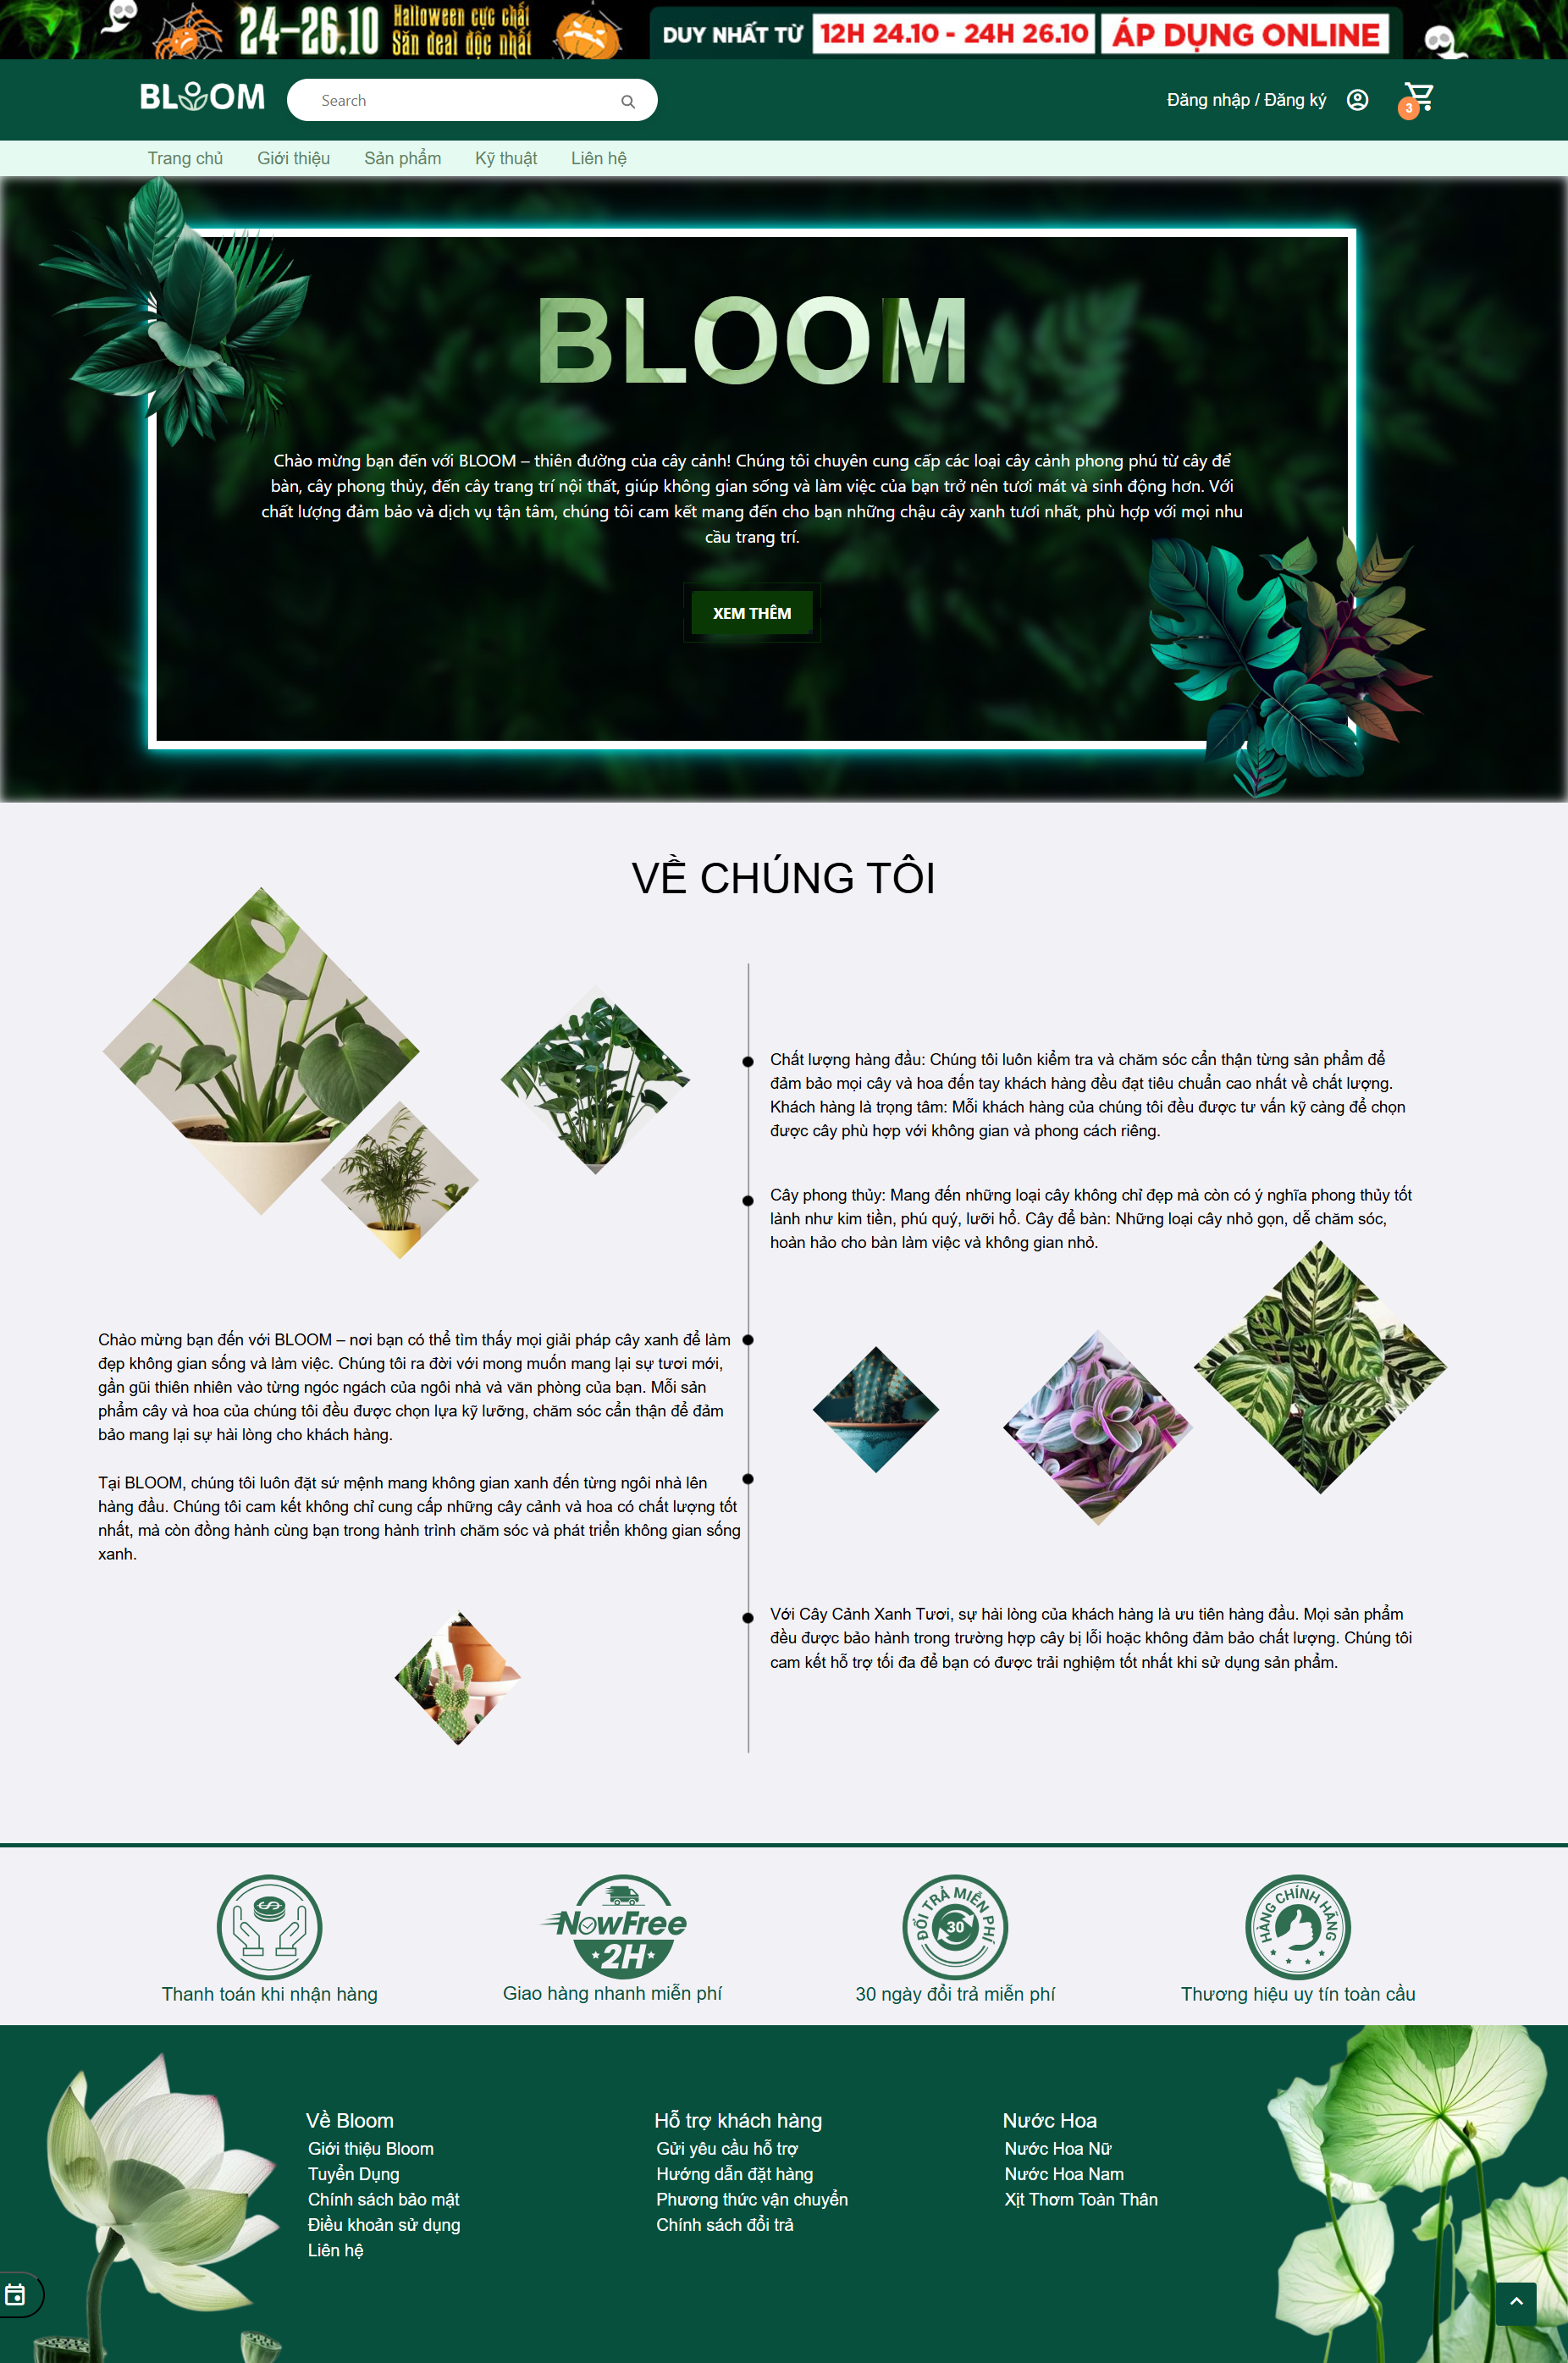 24-26.10
Halloween cực chất
Săn deal độc nhất
DUY NHẤT TỪ 12H 24.10 - 24H 26.10 ÁP DỤNG ONLINE
BLOOM
Search
Đăng nhập / Đăng ký
3
Trang chủ
Giới thiệu
Sản phẩm
Kỹ thuật
Liên hệ
BLOOM
Chào mừng bạn đến với BLOOM – thiên đường của cây cảnh! Chúng tôi chuyên cung cấp các loại cây cảnh phong phú từ cây để
bàn, cây phong thủy, đến cây trang trí nội thất, giúp không gian sống và làm việc của bạn trở nên tươi mát và sinh động hơn. Với
chất lượng đảm bảo và dịch vụ tận tâm, chúng tôi cam kết mang đến cho bạn những chậu cây xanh tươi nhất, phù hợp với mọi nhu
cầu trang trí.
XEM THÊM
VỀ CHÚNG TÔI
Chất lượng hàng đầu: Chúng tôi luôn kiểm tra và chăm sóc cẩn thận từng sản phẩm để
đảm bảo mọi cây và hoa đến tay khách hàng đều đạt tiêu chuẩn cao nhất về chất lượng.
Khách hàng là trọng tâm: Mỗi khách hàng của chúng tôi đều được tư vấn kỹ càng để chọn
được cây phù hợp với không gian và phong cách riêng.
Cây phong thủy: Mang đến những loại cây không chỉ đẹp mà còn có ý nghĩa phong thủy tốt
lành như kim tiền, phú quý, lưỡi hổ. Cây để bàn: Những loại cây nhỏ gọn, dễ chăm sóc,
hoàn hảo cho bàn làm việc và không gian nhỏ.
Chào mừng bạn đến với BLOOM – nơi bạn có thể tìm thấy mọi giải pháp cây xanh để làm
đẹp không gian sống và làm việc. Chúng tôi ra đời với mong muốn mang lại sự tươi mới,
gần gũi thiên nhiên vào từng ngóc ngách của ngôi nhà và văn phòng của bạn. Mỗi sản
phẩm cây và hoa của chúng tôi đều được chọn lựa kỹ lưỡng, chăm sóc cẩn thận để đảm
bảo mang lại sự hài lòng cho khách hàng.
Tại BLOOM, chúng tôi luôn đặt sứ mệnh mang không gian xanh đến từng ngôi nhà lên
hàng đầu. Chúng tôi cam kết không chỉ cung cấp những cây cảnh và hoa có chất lượng tốt
nhất, mà còn đồng hành cùng bạn trong hành trình chăm sóc và phát triển không gian sống
xanh.
Với Cây Cảnh Xanh Tươi, sự hài lòng của khách hàng là ưu tiên hàng đầu. Mọi sản phẩm
đều được bảo hành trong trường hợp cây bị lỗi hoặc không đảm bảo chất lượng. Chúng tôi
cam kết hỗ trợ tối đa để bạn có được trải nghiệm tốt nhất khi sử dụng sản phẩm.
Thanh toán khi nhận hàng
NowFree
2H
Giao hàng nhanh miễn phí
ĐỔI TRẢ MIỄN PHÍ
30
30 ngày đổi trả miễn phí
HÀNG CHÍNH HÃNG
Thương hiệu uy tín toàn cầu
Về Bloom
Giới thiệu Bloom
Tuyển Dụng
Chính sách bảo mật
Điều khoản sử dụng
Liên hệ
Hỗ trợ khách hàng
Gửi yêu cầu hỗ trợ
Hướng dẫn đặt hàng
Phương thức vận chuyển
Chính sách đổi trả
Nước Hoa
Nước Hoa Nữ
Nước Hoa Nam
Xịt Thơm Toàn Thân